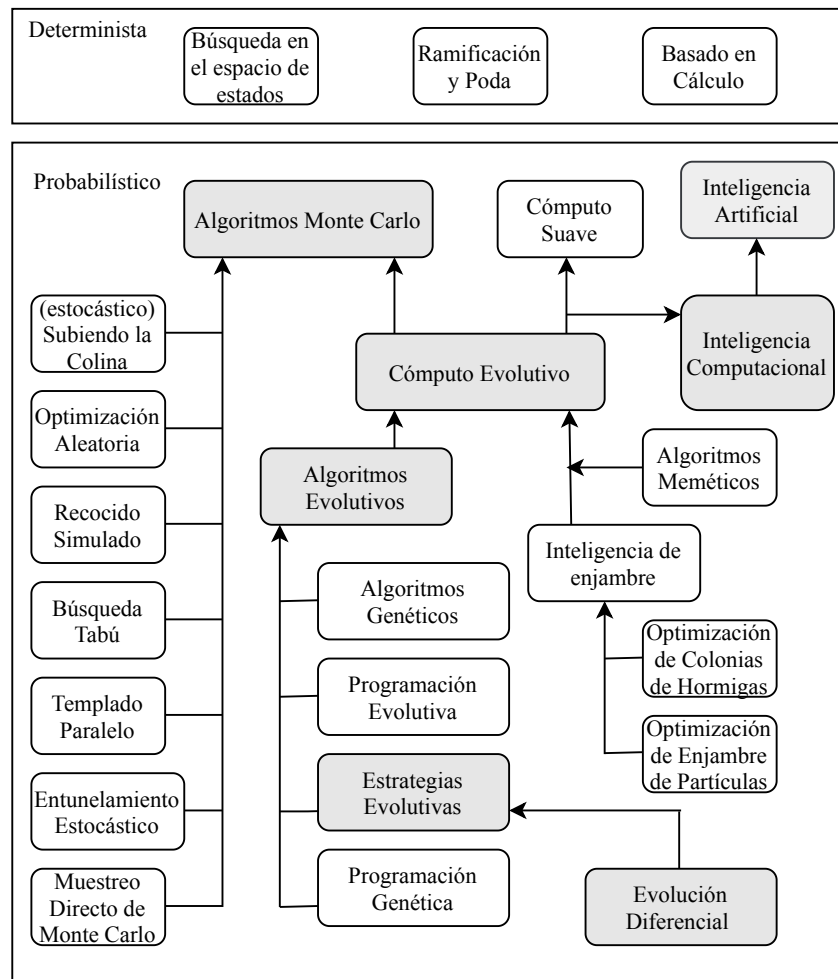 Determinista
Búsqueda en
el espacio de
estados
Ramificación
y Poda
Basado en
Cálculo
Probabilístico
Algoritmos Monte Carlo
Cómputo
Suave
Inteligencia
Artificial
(estocástico)
Subiendo la
Colina
Inteligencia
Computacional
Cómputo Evolutivo
Optimización
Aleatoria
Algoritmos
Evolutivos
Algoritmos
Meméticos
Recocido
Simulado
Inteligencia de
enjambre
Algoritmos
Genéticos
Búsqueda
Tabú
Optimización
de Colonias
de Hormigas
Programación
Evolutiva
Templado
Paralelo
Optimización
de Enjambre
de Partículas
Estrategias
Evolutivas
Entunelamiento
Estocástico
Muestreo
Directo de
Monte Carlo
Programación
Genética
Evolución
Diferencial